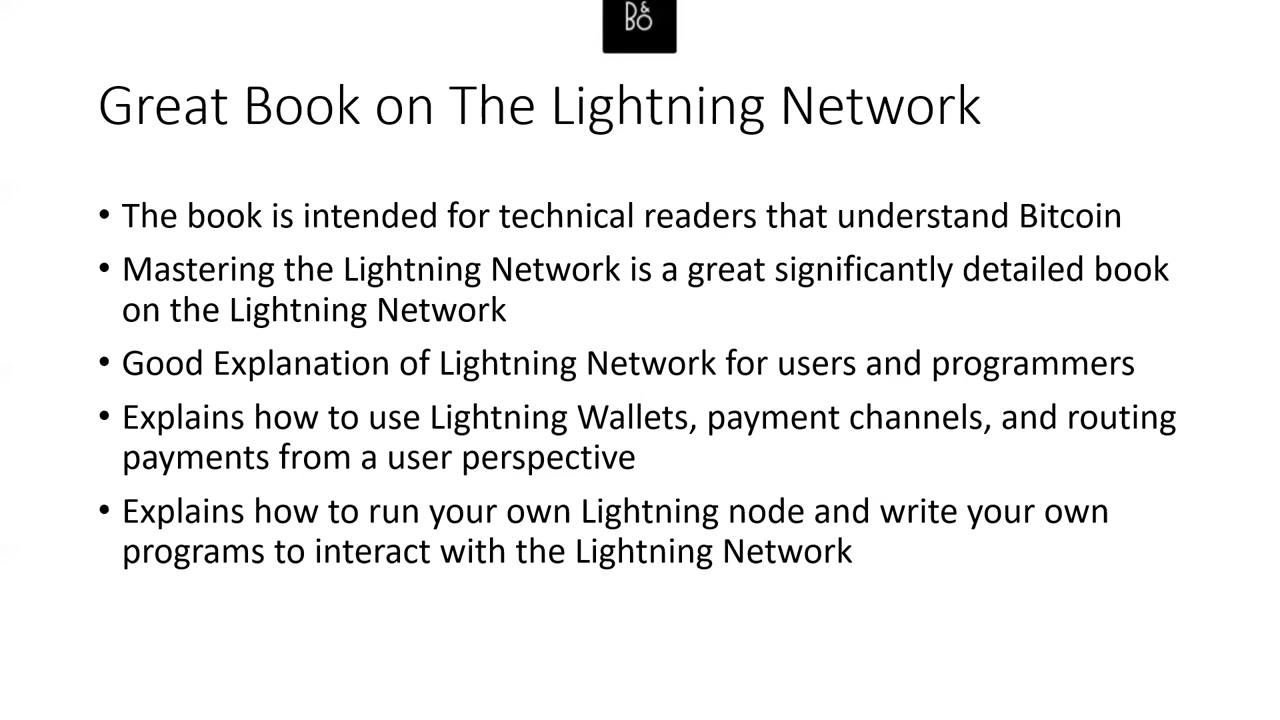 B&O
Great Book on The Lightning Network
• The book is intended for technical readers that understand Bitcoin
• Mastering the Lightning Network is a great significantly detailed book
on the Lightning Network
• Good Explanation of Lightning Network for users and programmers
• Explains how to use Lightning Wallets, payment channels, and routing
payments from a user perspective
• Explains how to run your own Lightning node and write your own
programs to interact with the Lightning Network